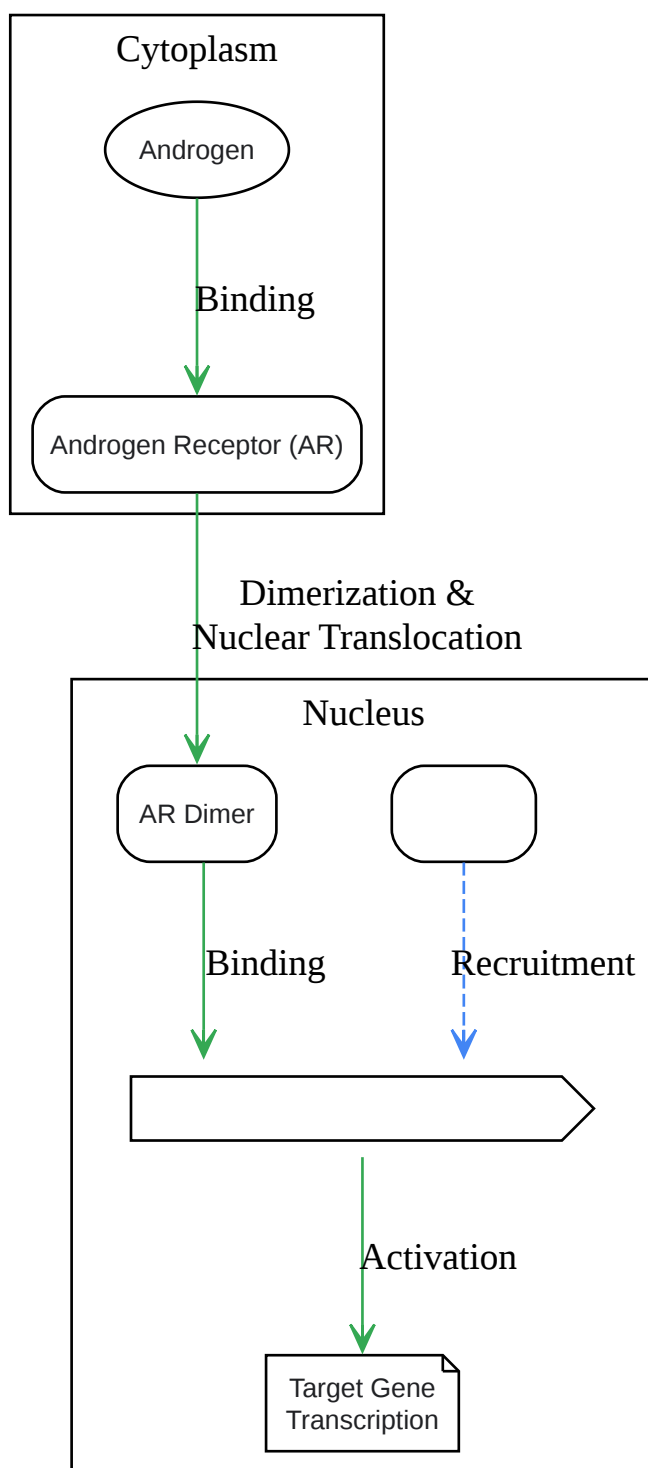 Cytoplasm
Androgen
Binding
Androgen Receptor (AR)
Dimerization &
Nuclear Translocation
Nucleus
AR Dimer
Binding
Recruitment
Activation
Target Gene
Transcription